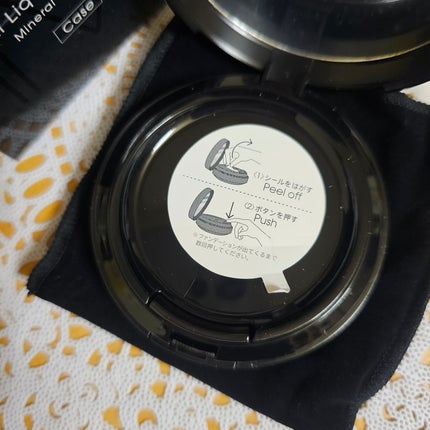 Liq
Mineral
Case
(1)シールをはがす
Peel off
(2)ボタンを押す
Push
※ファンデーションが出てくるまで
数回押してください。